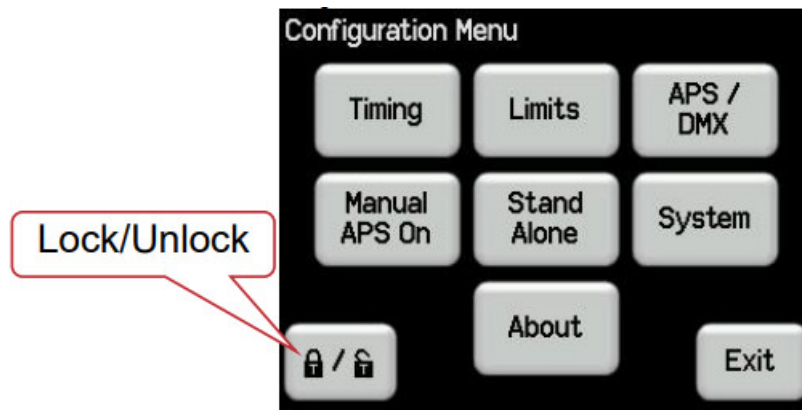 Configuration Menu
Timing
Limits
APS /
DMX
Manual
APS On
Stand
Alone
System
Lock/Unlock
About
/
Exit